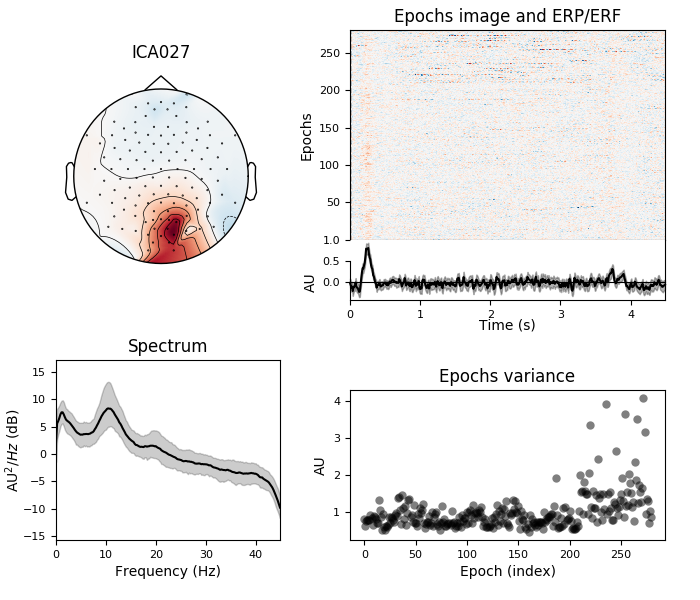 ICA027
Epochs image and ERP/ERF
Epochs
250
200
150
100
50
1.0
0.5
0.0
AU
0 1 2 3 4
Time (s)
Spectrum
AU²/Hz (dB)
15
10
5
0
−5
−10
−15
0 10 20 30 40
Frequency (Hz)
Epochs variance
AU
4
3
2
1
0 50 100 150 200 250
Epoch (index)